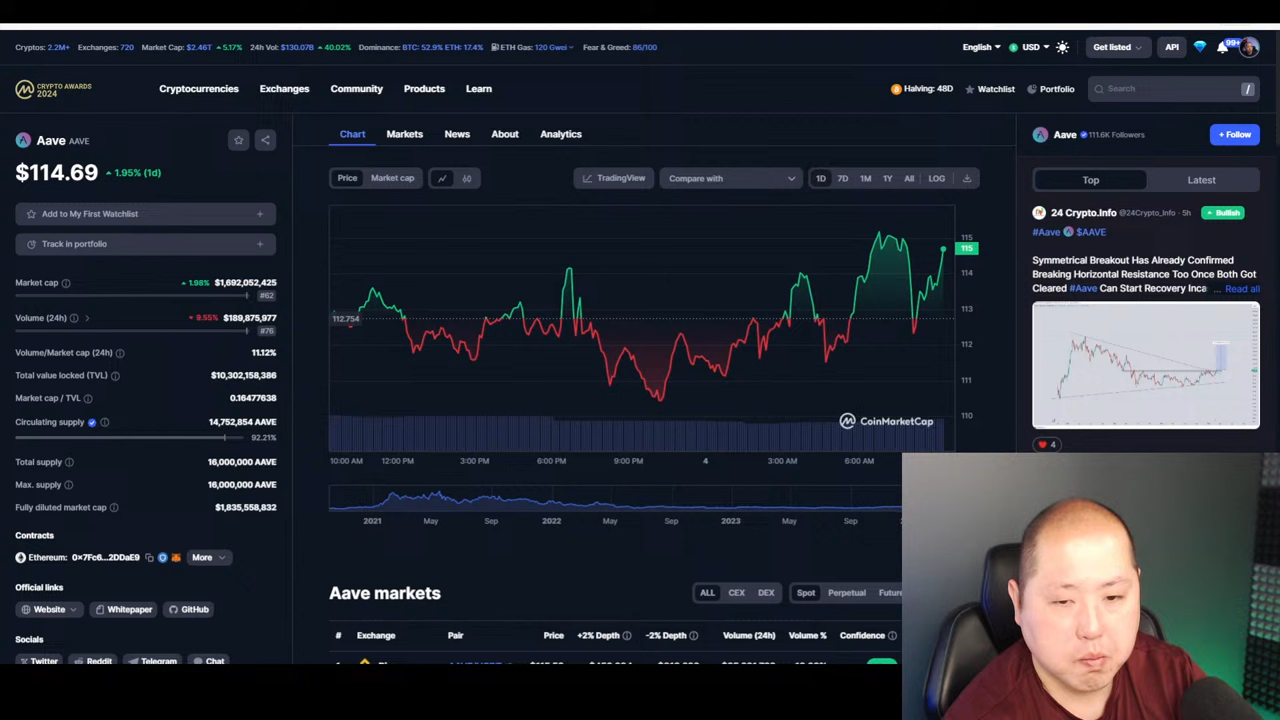 Cryptos: 2.2M+ Exchanges: 720 Market Cap: $2.46T 5.17% 24h Vol: $130.07B 40.02% Dominance: BTC: 52.9% ETH: 17.4% ETH Gas: 120 Gwei Fear & Greed: 86/100
English USD Get listed API 99+
CRYPTO AWARDS
2024
Cryptocurrencies Exchanges Community Products Learn
Halving: 48D Watchlist Portfolio Search /
Aave AAVE
$114.69 1.95% (1d)
Add to My First Watchlist +
Track in portfolio +
Market cap 1.98% $1,692,052,425
#62
Volume (24h) 9.55% $189,875,977
#76
Volume/Market cap (24h) 11.12%
Total value locked (TVL) $10,302,158,386
Market cap / TVL 0.16477638
Circulating supply 14,752,854 AAVE
92.21%
Total supply 16,000,000 AAVE
Max. supply 16,000,000 AAVE
Fully diluted market cap $1,835,558,832
Contracts
Ethereum: 0x7Fc6...2DDaE9 More
Official links
Website Whitepaper GitHub
Socials
Twitter Reddit Telegram Chat
Chart Markets News About Analytics
Price Market cap TradingView Compare with 1D 7D 1M 1Y All LOG
115
115
114
113
112.754
112
111
110
CoinMarketCap
10:00 AM 12:00 PM 3:00 PM 6:00 PM 9:00 PM 4 3:00 AM 6:00 AM
2021 May Sep 2022 May Sep 2023 May Sep
Aave markets
ALL CEX DEX Spot Perpetual Future
# Exchange Pair Price +2% Depth -2% Depth Volume (24h) Volume % Confidence
Aave 111.6K Followers + Follow
Top Latest
24 Crypto.Info @24Crypto_Info · 5h Bullish
#Aave $AAVE
Symmetrical Breakout Has Already Confirmed
Breaking Horizontal Resistance Too Once Both Got
Cleared #Aave Can Start Recovery Inca ... Read all
4